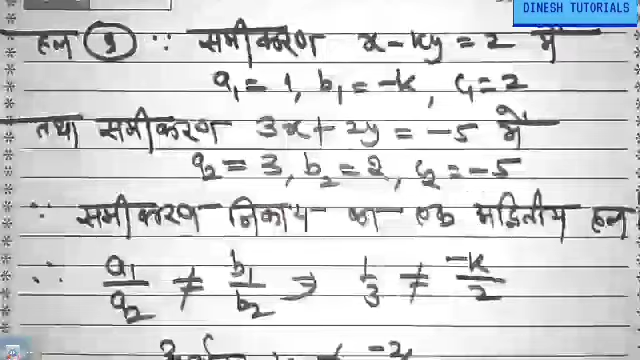 DINESH TUTORIALS
हल 9 ∵ समीकरण x - ky = 2 में
a₁ = 1, b₁ = -k, c₁ = 2
तथा समीकरण 3x + 2y = -5 में
a₂ = 3, b₂ = 2, c₂ = -5
∵ समीकरण निकाय का एक अद्वितीय हल
∴ a₁/a₂ ≠ b₁/b₂ ⇒ 1/3 ≠ -k/2